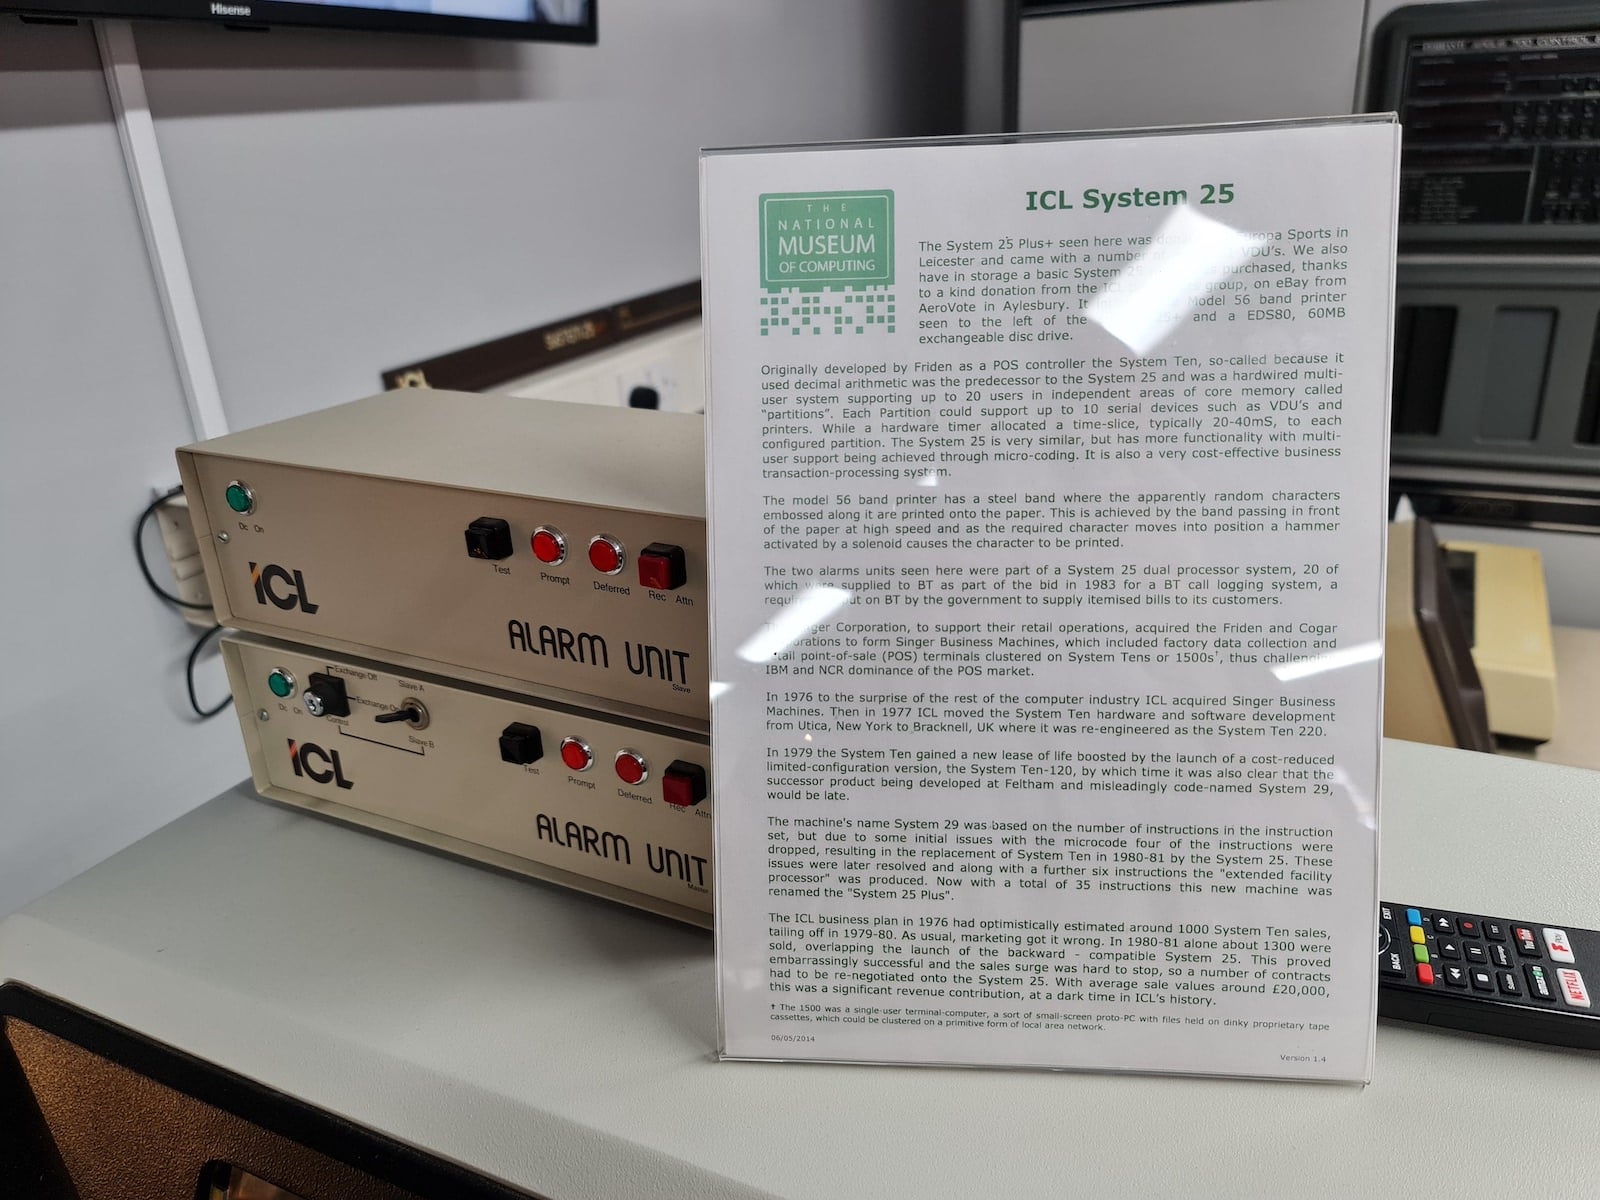 Hisense
THE
NATIONAL
MUSEUM
OF COMPUTING
ICL System 25
The System 25 Plus+ seen here was Europa Sports in
Leicester and came with a number of VDU's. We also
have in storage a basic System 25 purchased, thanks
to a kind donation from the ICL group, on eBay from
AeroVote in Aylesbury. Model 56 band printer
seen to the left of the and a EDS80, 60MB
exchangeable disc drive.
Originally developed by Friden as a POS controller the System Ten, so-called because it
used decimal arithmetic was the predecessor to the System 25 and was a hardwired multi-
user system supporting up to 20 users in independent areas of core memory called
"partitions". Each Partition could support up to 10 serial devices such as VDU's and
printers. While a hardware timer allocated a time-slice, typically 20-40mS, to each
configured partition. The System 25 is very similar, but has more functionality with multi-
user support being achieved through micro-coding. It is also a very cost-effective business
transaction-processing system.
The model 56 band printer has a steel band where the apparently random characters
embossed along it are printed onto the paper. This is achieved by the band passing in front
of the paper at high speed and as the required character moves into position a hammer
activated by a solenoid causes the character to be printed.
The two alarms units seen here were part of a System 25 dual processor system, 20 of
which were supplied to BT as part of the bid in 1983 for a BT call logging system, a
put on BT by the government to supply itemised bills to its customers.
Corporation, to support their retail operations, acquired the Friden and Cogar
to form Singer Business Machines, which included factory data collection and
retail point-of-sale (POS) terminals clustered on System Tens or 1500s†, thus challenging
IBM and NCR dominance of the POS market.
In 1976 to the surprise of the rest of the computer industry ICL acquired Singer Business
Machines. Then in 1977 ICL moved the System Ten hardware and software development
from Utica, New York to Bracknell, UK where it was re-engineered as the System Ten 220.
In 1979 the System Ten gained a new lease of life boosted by the launch of a cost-reduced
limited-configuration version, the System Ten-120, by which time it was also clear that the
successor product being developed at Feltham and misleadingly code-named System 29,
would be late.
The machine's name System 29 was based on the number of instructions in the instruction
set, but due to some initial issues with the microcode four of the instructions were
dropped, resulting in the replacement of System Ten in 1980-81 by the System 25. These
issues were later resolved and along with a further six instructions the "extended facility
processor" was produced. Now with a total of 35 instructions this new machine was
renamed the "System 25 Plus".
The ICL business plan in 1976 had optimistically estimated around 1000 System Ten sales,
tailing off in 1979-80. As usual, marketing got it wrong. In 1980-81 alone about 1300 were
sold, overlapping the launch of the backward - compatible System 25. This proved
embarrassingly successful and the sales surge was hard to stop, so a number of contracts
had to be re-negotiated onto the System 25. With average sale values around £20,000,
this was a significant revenue contribution, at a dark time in ICL's history.
† The 1500 was a single-user terminal-computer, a sort of small-screen proto-PC with files held on dinky proprietary tape
cassettes, which could be clustered on a primitive form of local area network.
06/05/2014
Version 1.4
Dc On
Test
Prompt
Deferred
Rec Attn
ICL
ALARM UNIT
Slave
Exchange Off
Exchange On
Control
Slave A
Slave B
Dc On
Test
Prompt
Deferred
Rec Attn
ICL
ALARM UNIT
Master
EXIT
BACK
NETFLIX